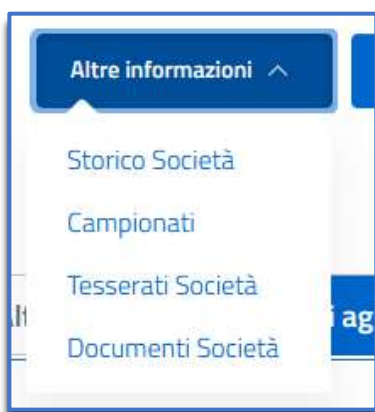 Altre informazioni
Storico Società
Campionati
Tesserati Società
Documenti Società